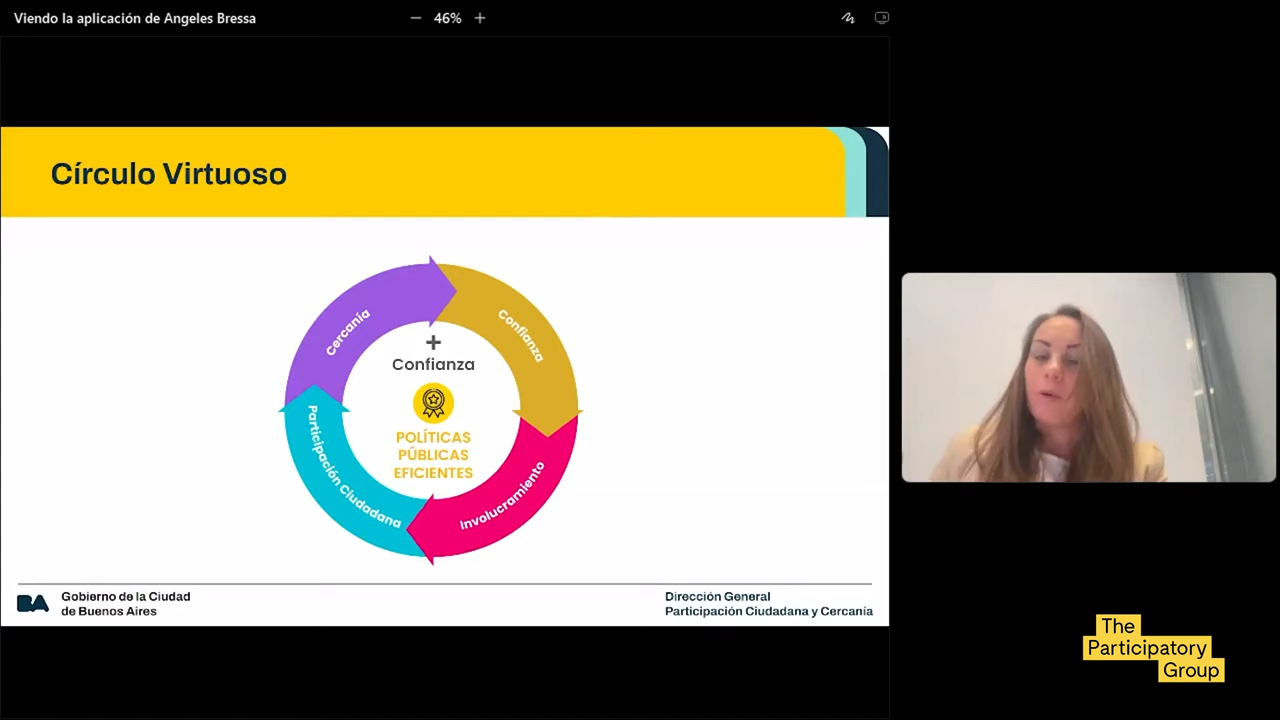 Viendo la aplicación de Angeles Bressa
46%
Círculo Virtuoso
Cercanía
Confianza
+
Confianza
POLÍTICAS
PÚBLICAS
EFICIENTES
Participación Ciudadana
Involucramiento
BA
Gobierno de la Ciudad
de Buenos Aires
Dirección General
Participación Ciudadana y Cercanía
The
Participatory
Group